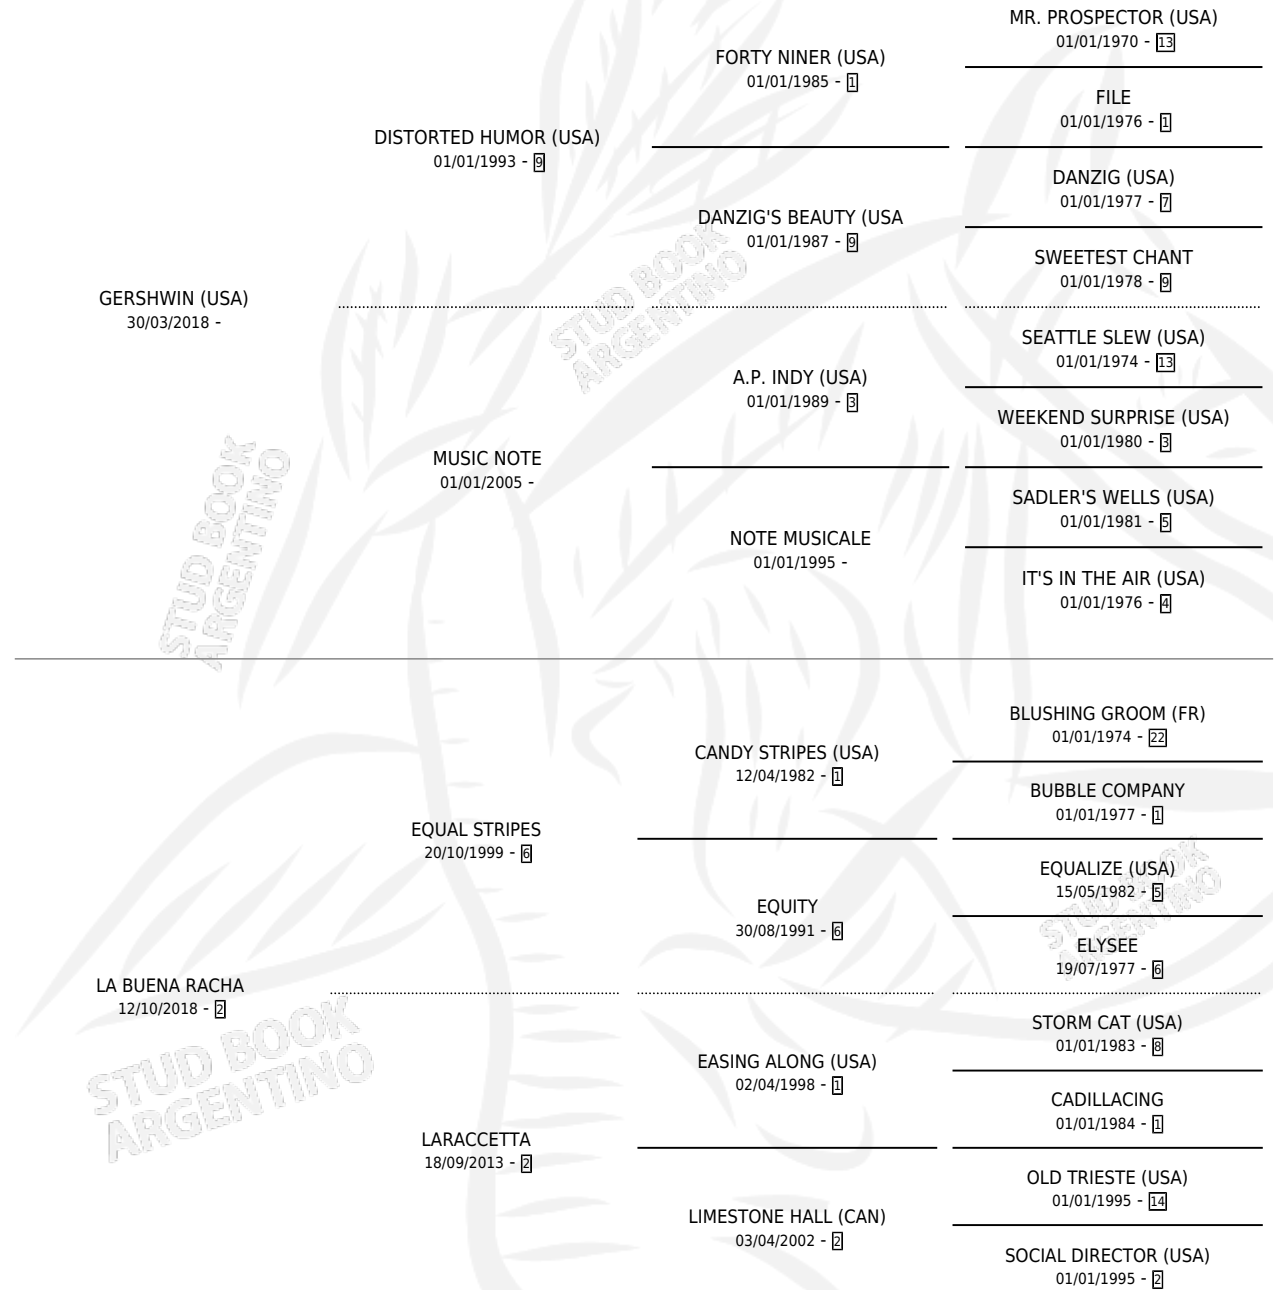 MR. PROSPECTOR (USA)
01/01/1970 - 13
FORTY NINER (USA)
01/01/1985 - 1
FILE
01/01/1976 - 1
DISTORTED HUMOR (USA)
01/01/1993 - 9
DANZIG (USA)
01/01/1977 - 7
DANZIG'S BEAUTY (USA
01/01/1987 - 9
SWEETEST CHANT
01/01/1978 - 9
GERSHWIN (USA)
30/03/2018 -
SEATTLE SLEW (USA)
01/01/1974 - 13
A.P. INDY (USA)
01/01/1989 - 3
WEEKEND SURPRISE (USA)
01/01/1980 - 3
MUSIC NOTE
01/01/2005 -
SADLER'S WELLS (USA)
01/01/1981 - 5
NOTE MUSICALE
01/01/1995 -
IT'S IN THE AIR (USA)
01/01/1976 - 4
STUD BOOK
ARGENTINO
STUD BOOK
ARGENTINO
BLUSHING GROOM (FR)
01/01/1974 - 22
CANDY STRIPES (USA)
12/04/1982 - 1
BUBBLE COMPANY
01/01/1977 - 1
EQUAL STRIPES
20/10/1999 - 6
EQUALIZE (USA)
15/05/1982 - 5
EQUITY
30/08/1991 - 6
ELYSEE
19/07/1977 - 6
LA BUENA RACHA
12/10/2018 - 2
STORM CAT (USA)
01/01/1983 - 8
EASING ALONG (USA)
02/04/1998 - 1
CADILLACING
01/01/1984 - 1
LARACCETTA
18/09/2013 - 2
OLD TRIESTE (USA)
01/01/1995 - 14
LIMESTONE HALL (CAN)
03/04/2002 - 2
SOCIAL DIRECTOR (USA)
01/01/1995 - 2
STUD BOOK
ARGENTINO
STUD BOOK
ARGENTINO